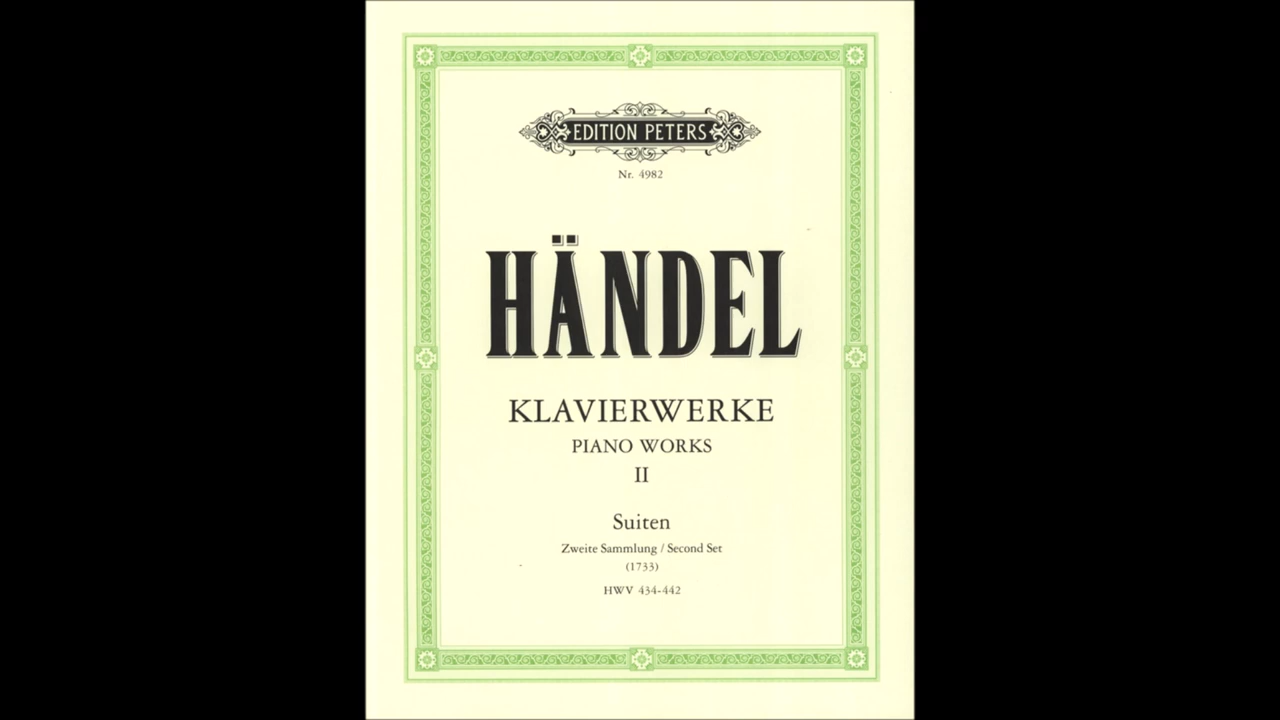 EDITION PETERS
Nr. 4982
HÄNDEL
KLAVIERWERKE
PIANO WORKS
II
Suiten
Zweite Sammlung / Second Set
(1733)
HWV 434-442